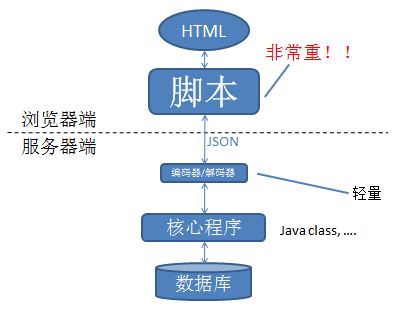 HTML
非常重！！
脚本
浏览器端
服务器端
JSON
编码器/解码器
轻量
核心程序
Java class, ....
数据库